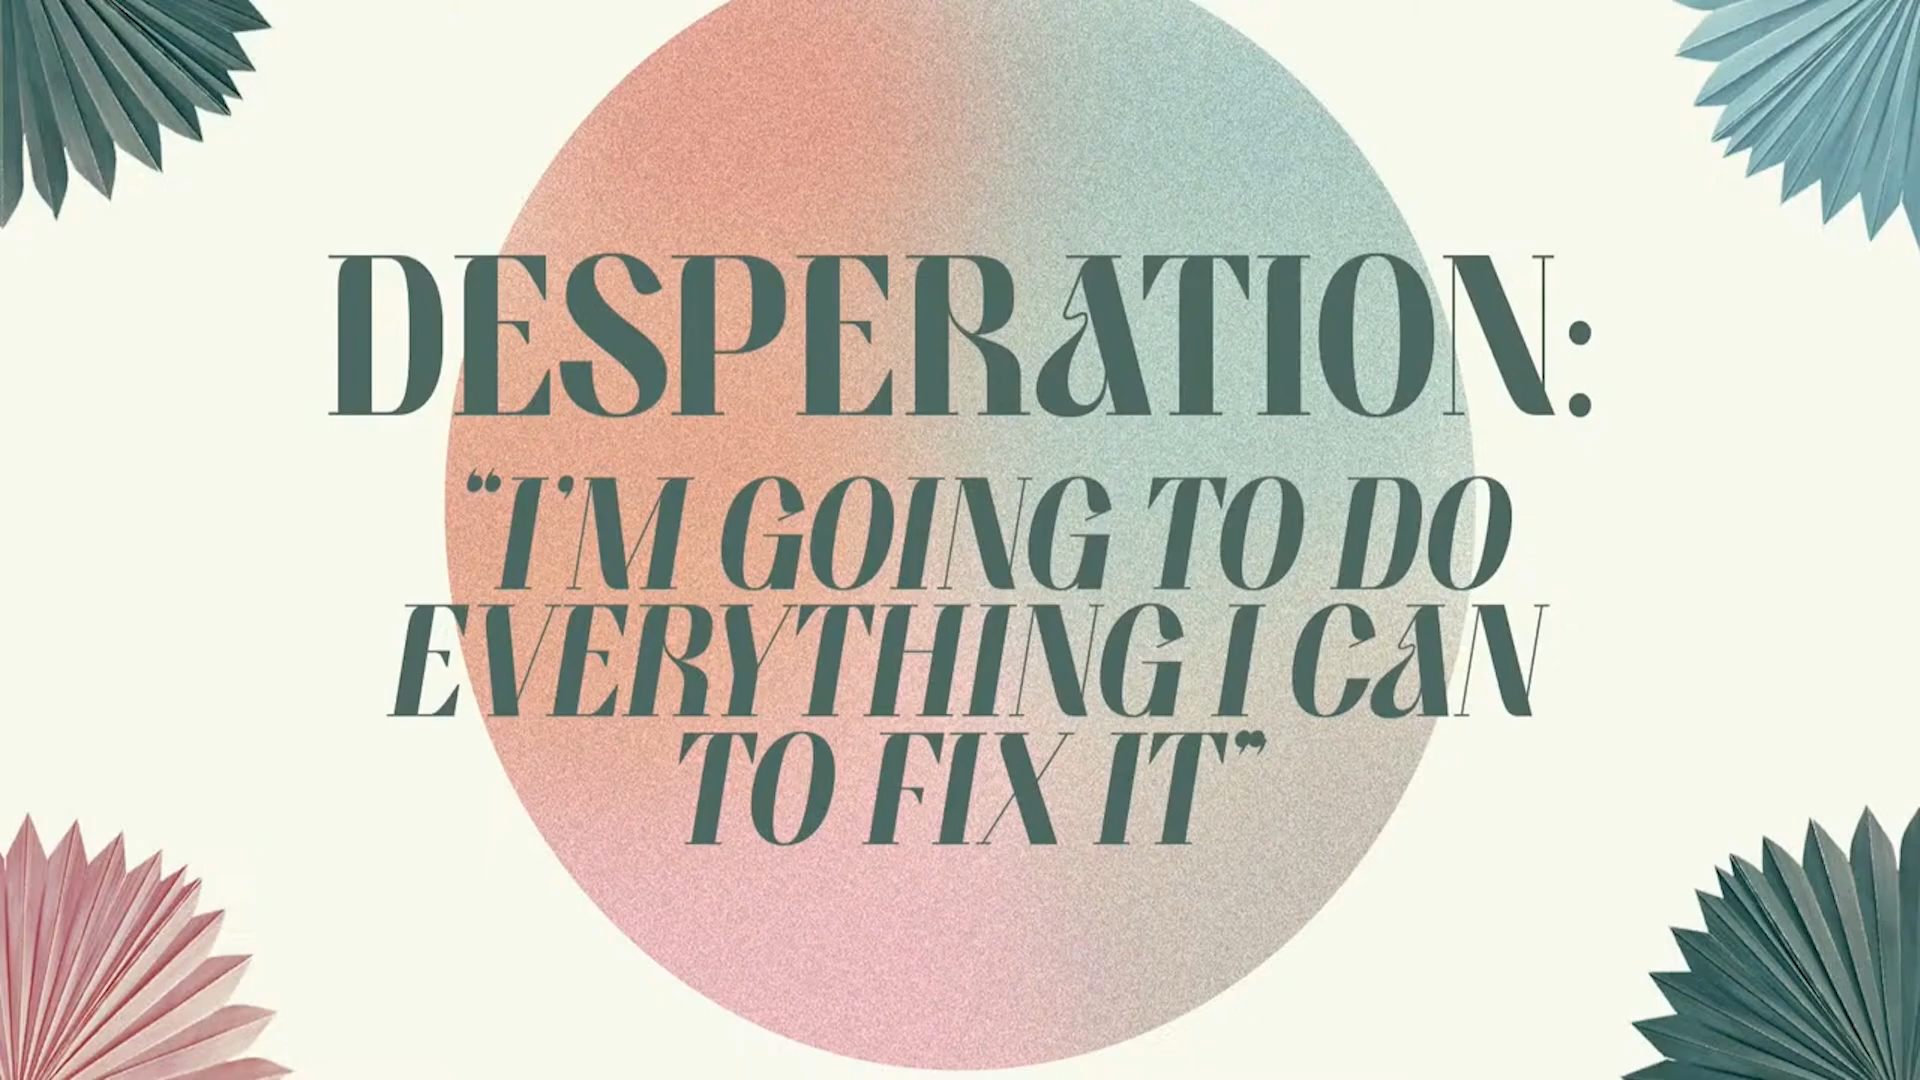 DESPERATION:
“I’M GOING TO DO
EVERYTHING I CAN
TO FIX IT”